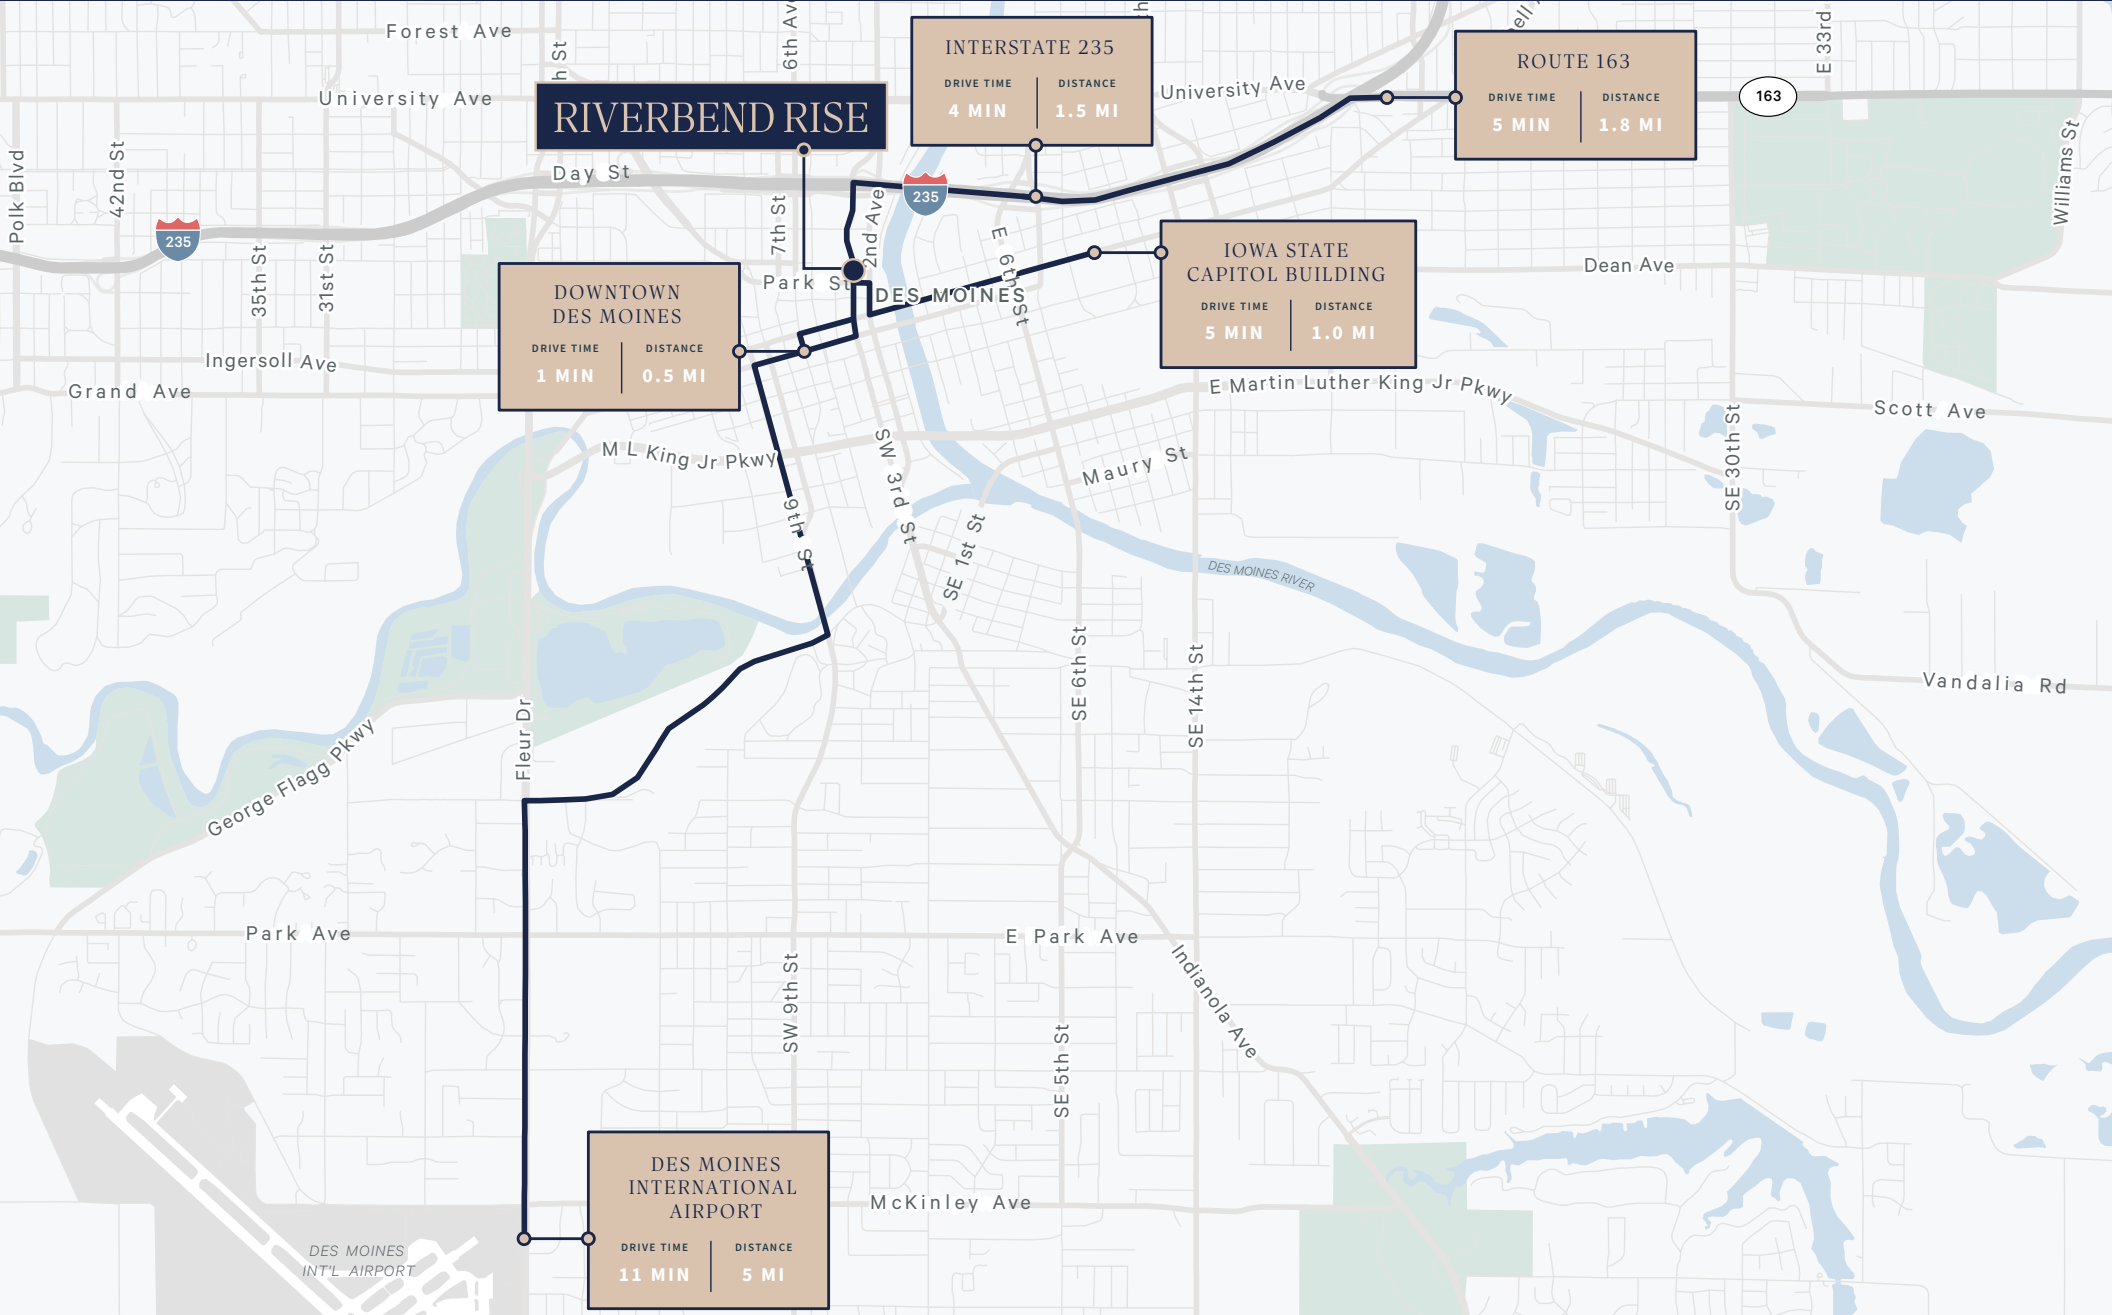 Forest Ave
6th Ave
INTERSTATE 235
DRIVE TIME DISTANCE
4 MIN 1.5 MI
ROUTE 163
DRIVE TIME DISTANCE
5 MIN 1.8 MI
E 33rd
h St
University Ave
University Ave
163
RIVERBEND RISE
Day St
235
235
Polk Blvd
42nd St
35th St
31st St
7th St
2nd Ave
E 6th St
Williams St
Park St
DES MOINES
IOWA STATE
CAPITOL BUILDING
DRIVE TIME DISTANCE
5 MIN 1.0 MI
Dean Ave
DOWNTOWN
DES MOINES
DRIVE TIME DISTANCE
1 MIN 0.5 MI
Ingersoll Ave
Grand Ave
E Martin Luther King Jr Pkwy
Scott Ave
M L King Jr Pkwy
SW 3rd St
Maury St
SE 30th St
9th St
SE 1st St
DES MOINES RIVER
SE 6th St
SE 14th St
Vandalia Rd
Fleur Dr
George Flagg Pkwy
Park Ave
E Park Ave
SW 9th St
Indianola Ave
SE 5th St
DES MOINES
INTERNATIONAL
AIRPORT
DRIVE TIME DISTANCE
11 MIN 5 MI
McKinley Ave
DES MOINES
INT'L AIRPORT